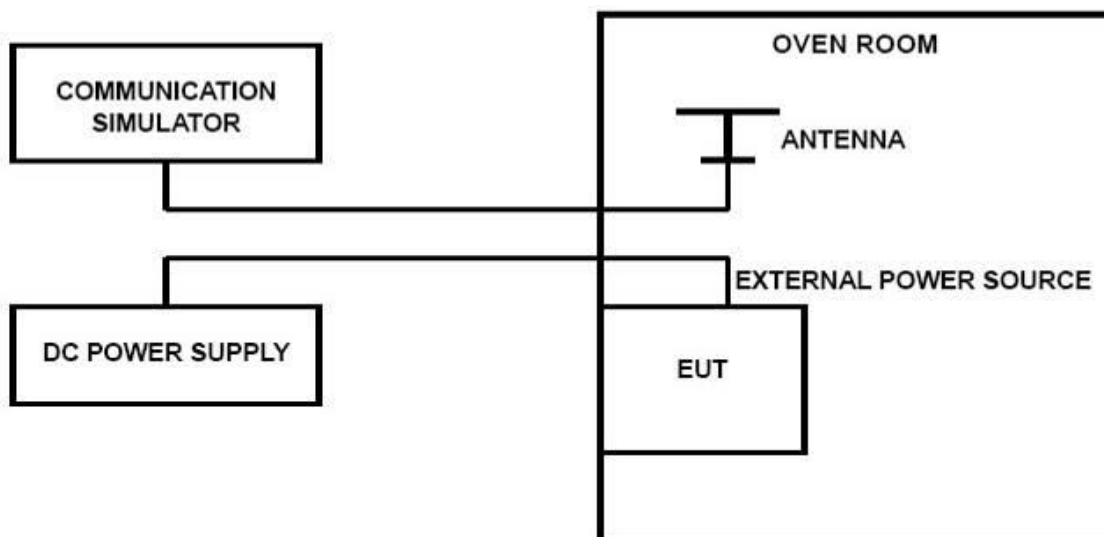 OVEN ROOM
COMMUNICATION
SIMULATOR
ANTENNA
EXTERNAL POWER SOURCE
DC POWER SUPPLY
EUT